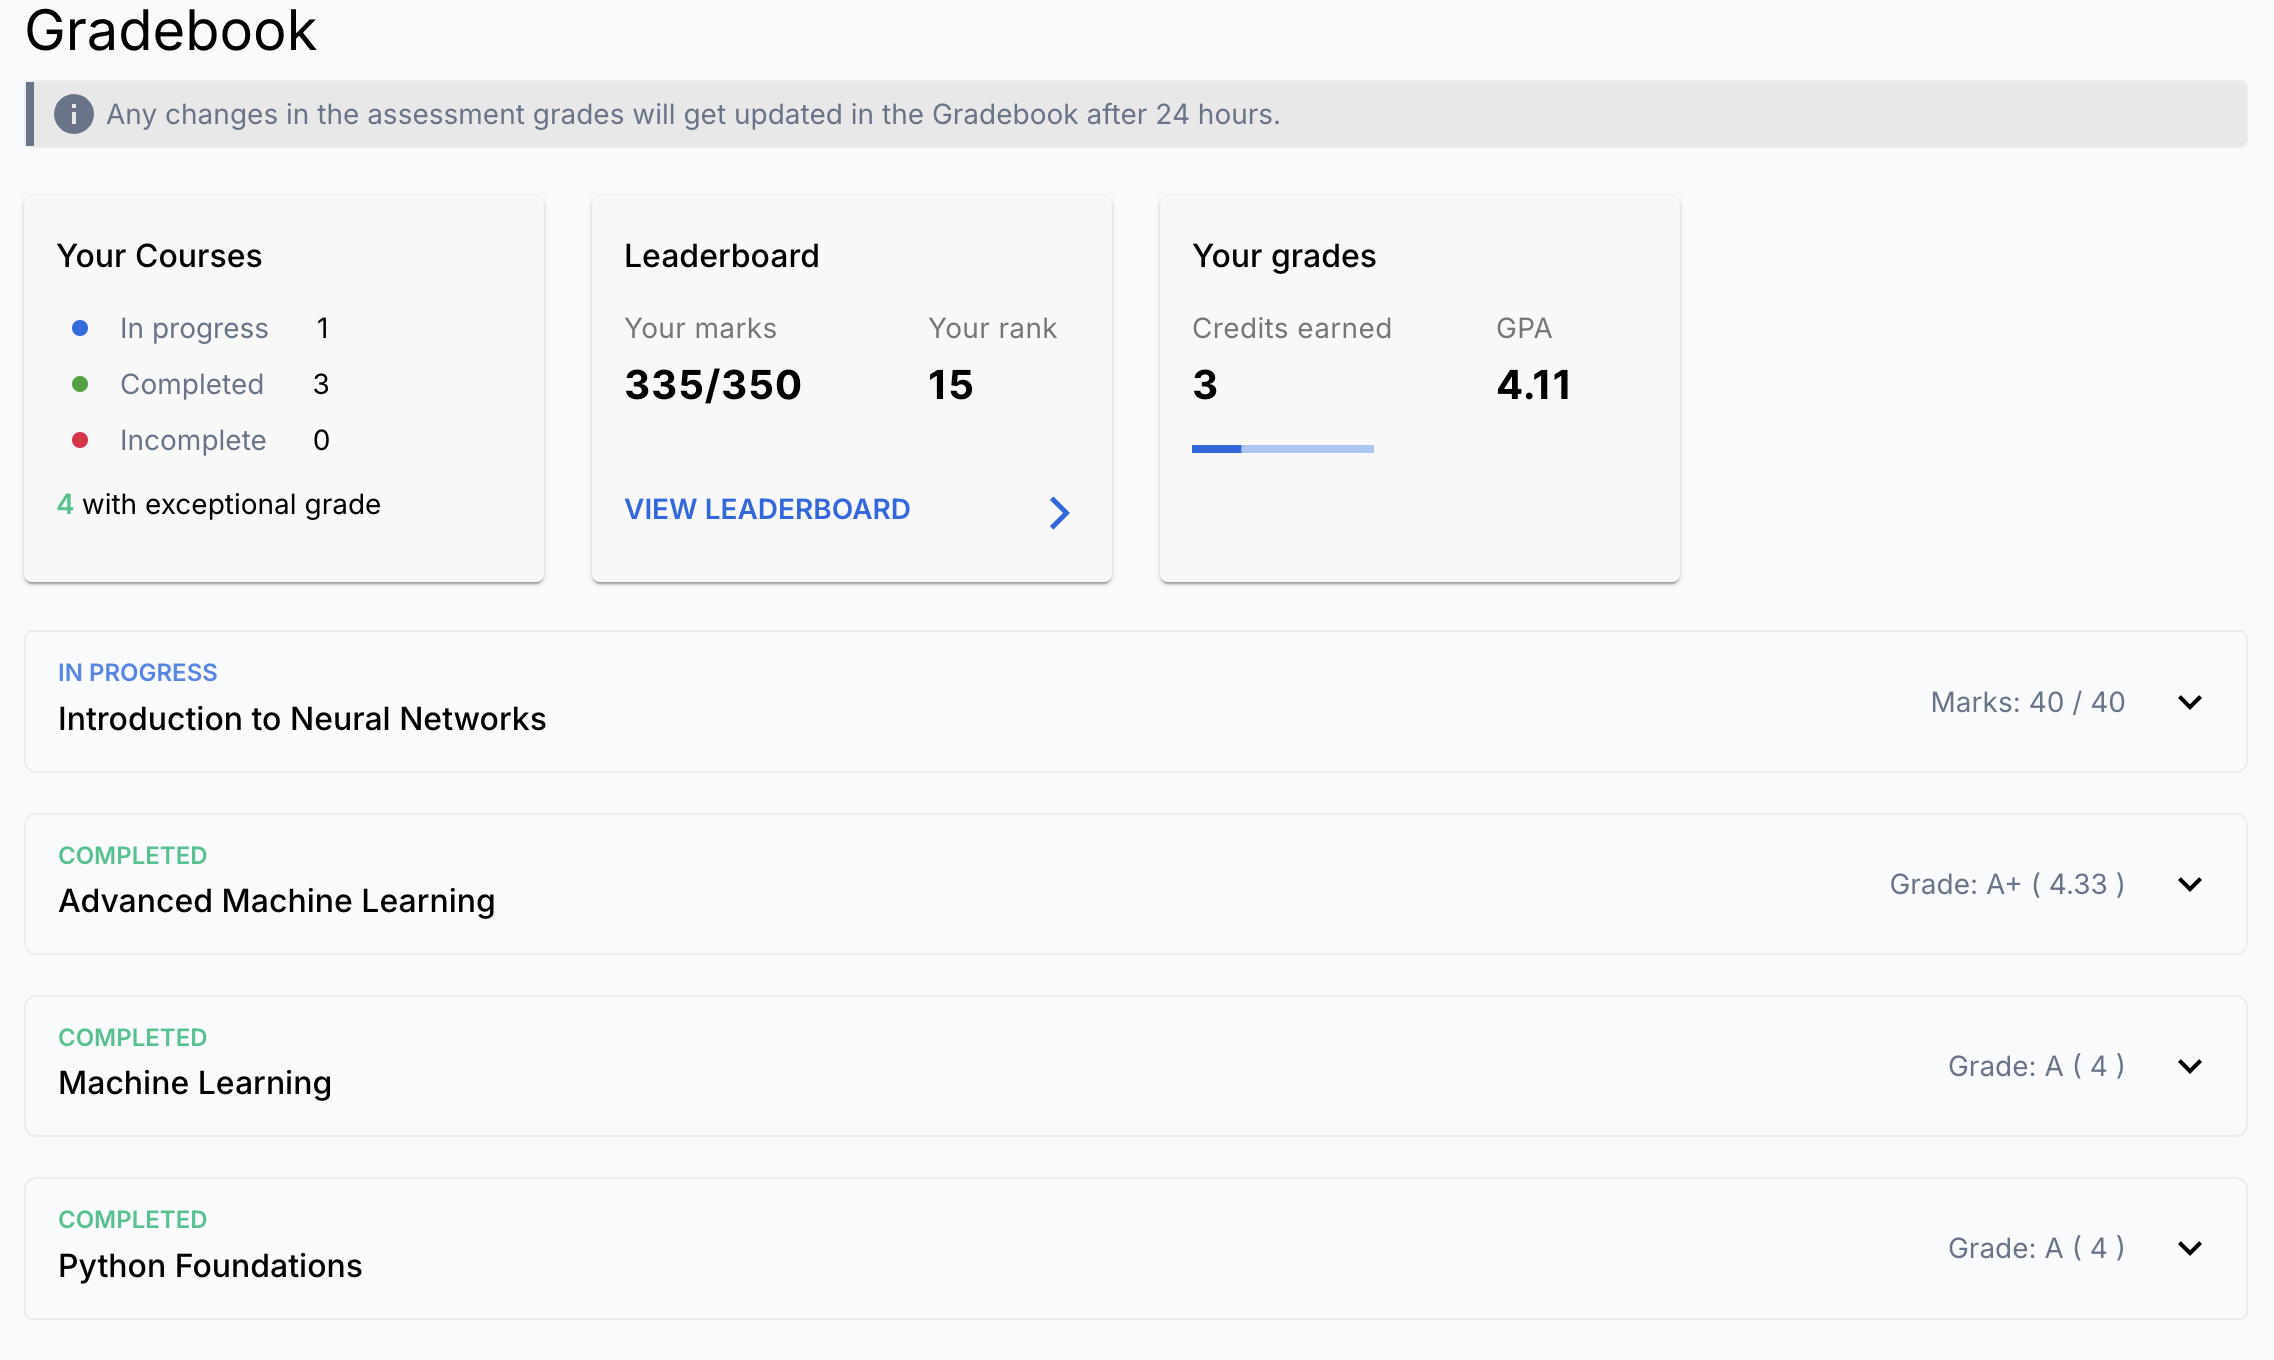 Gradebook
Any changes in the assessment grades will get updated in the Gradebook after 24 hours.
Your Courses
In progress 1
Completed 3
Incomplete 0
4 with exceptional grade
Leaderboard
Your marks Your rank
335/350 15
VIEW LEADERBOARD
Your grades
Credits earned GPA
3 4.11
IN PROGRESS
Introduction to Neural Networks
Marks: 40 / 40
COMPLETED
Advanced Machine Learning
Grade: A+ ( 4.33 )
COMPLETED
Machine Learning
Grade: A ( 4 )
COMPLETED
Python Foundations
Grade: A ( 4 )